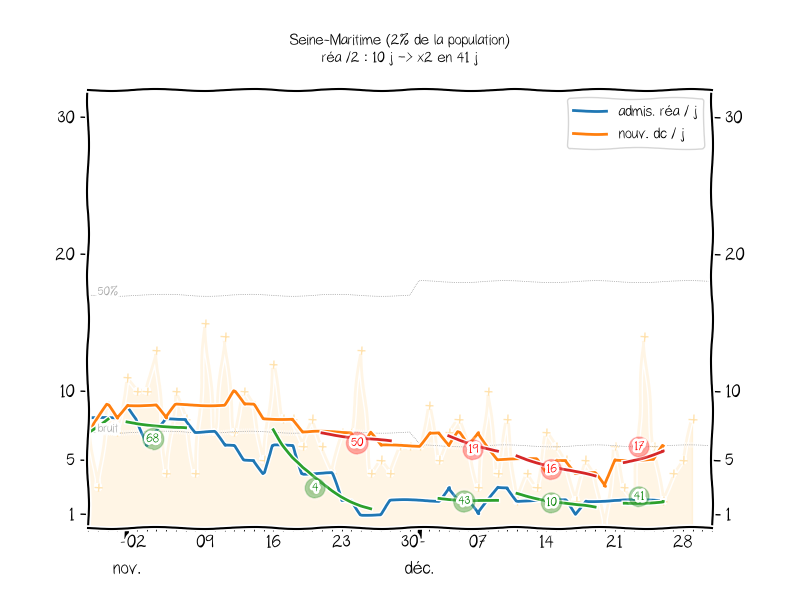 Seine-Maritime (2% de la population)
réa /2 : 10 j -> x2 en 41 j
admis. réa / j
nouv. dc / j
30 30
20 20
50%
10 10
bruit
68 50 19 16 17
5 5
4 43 10 41
1 1
02 09 16 23 30 07 14 21 28
nov. déc.